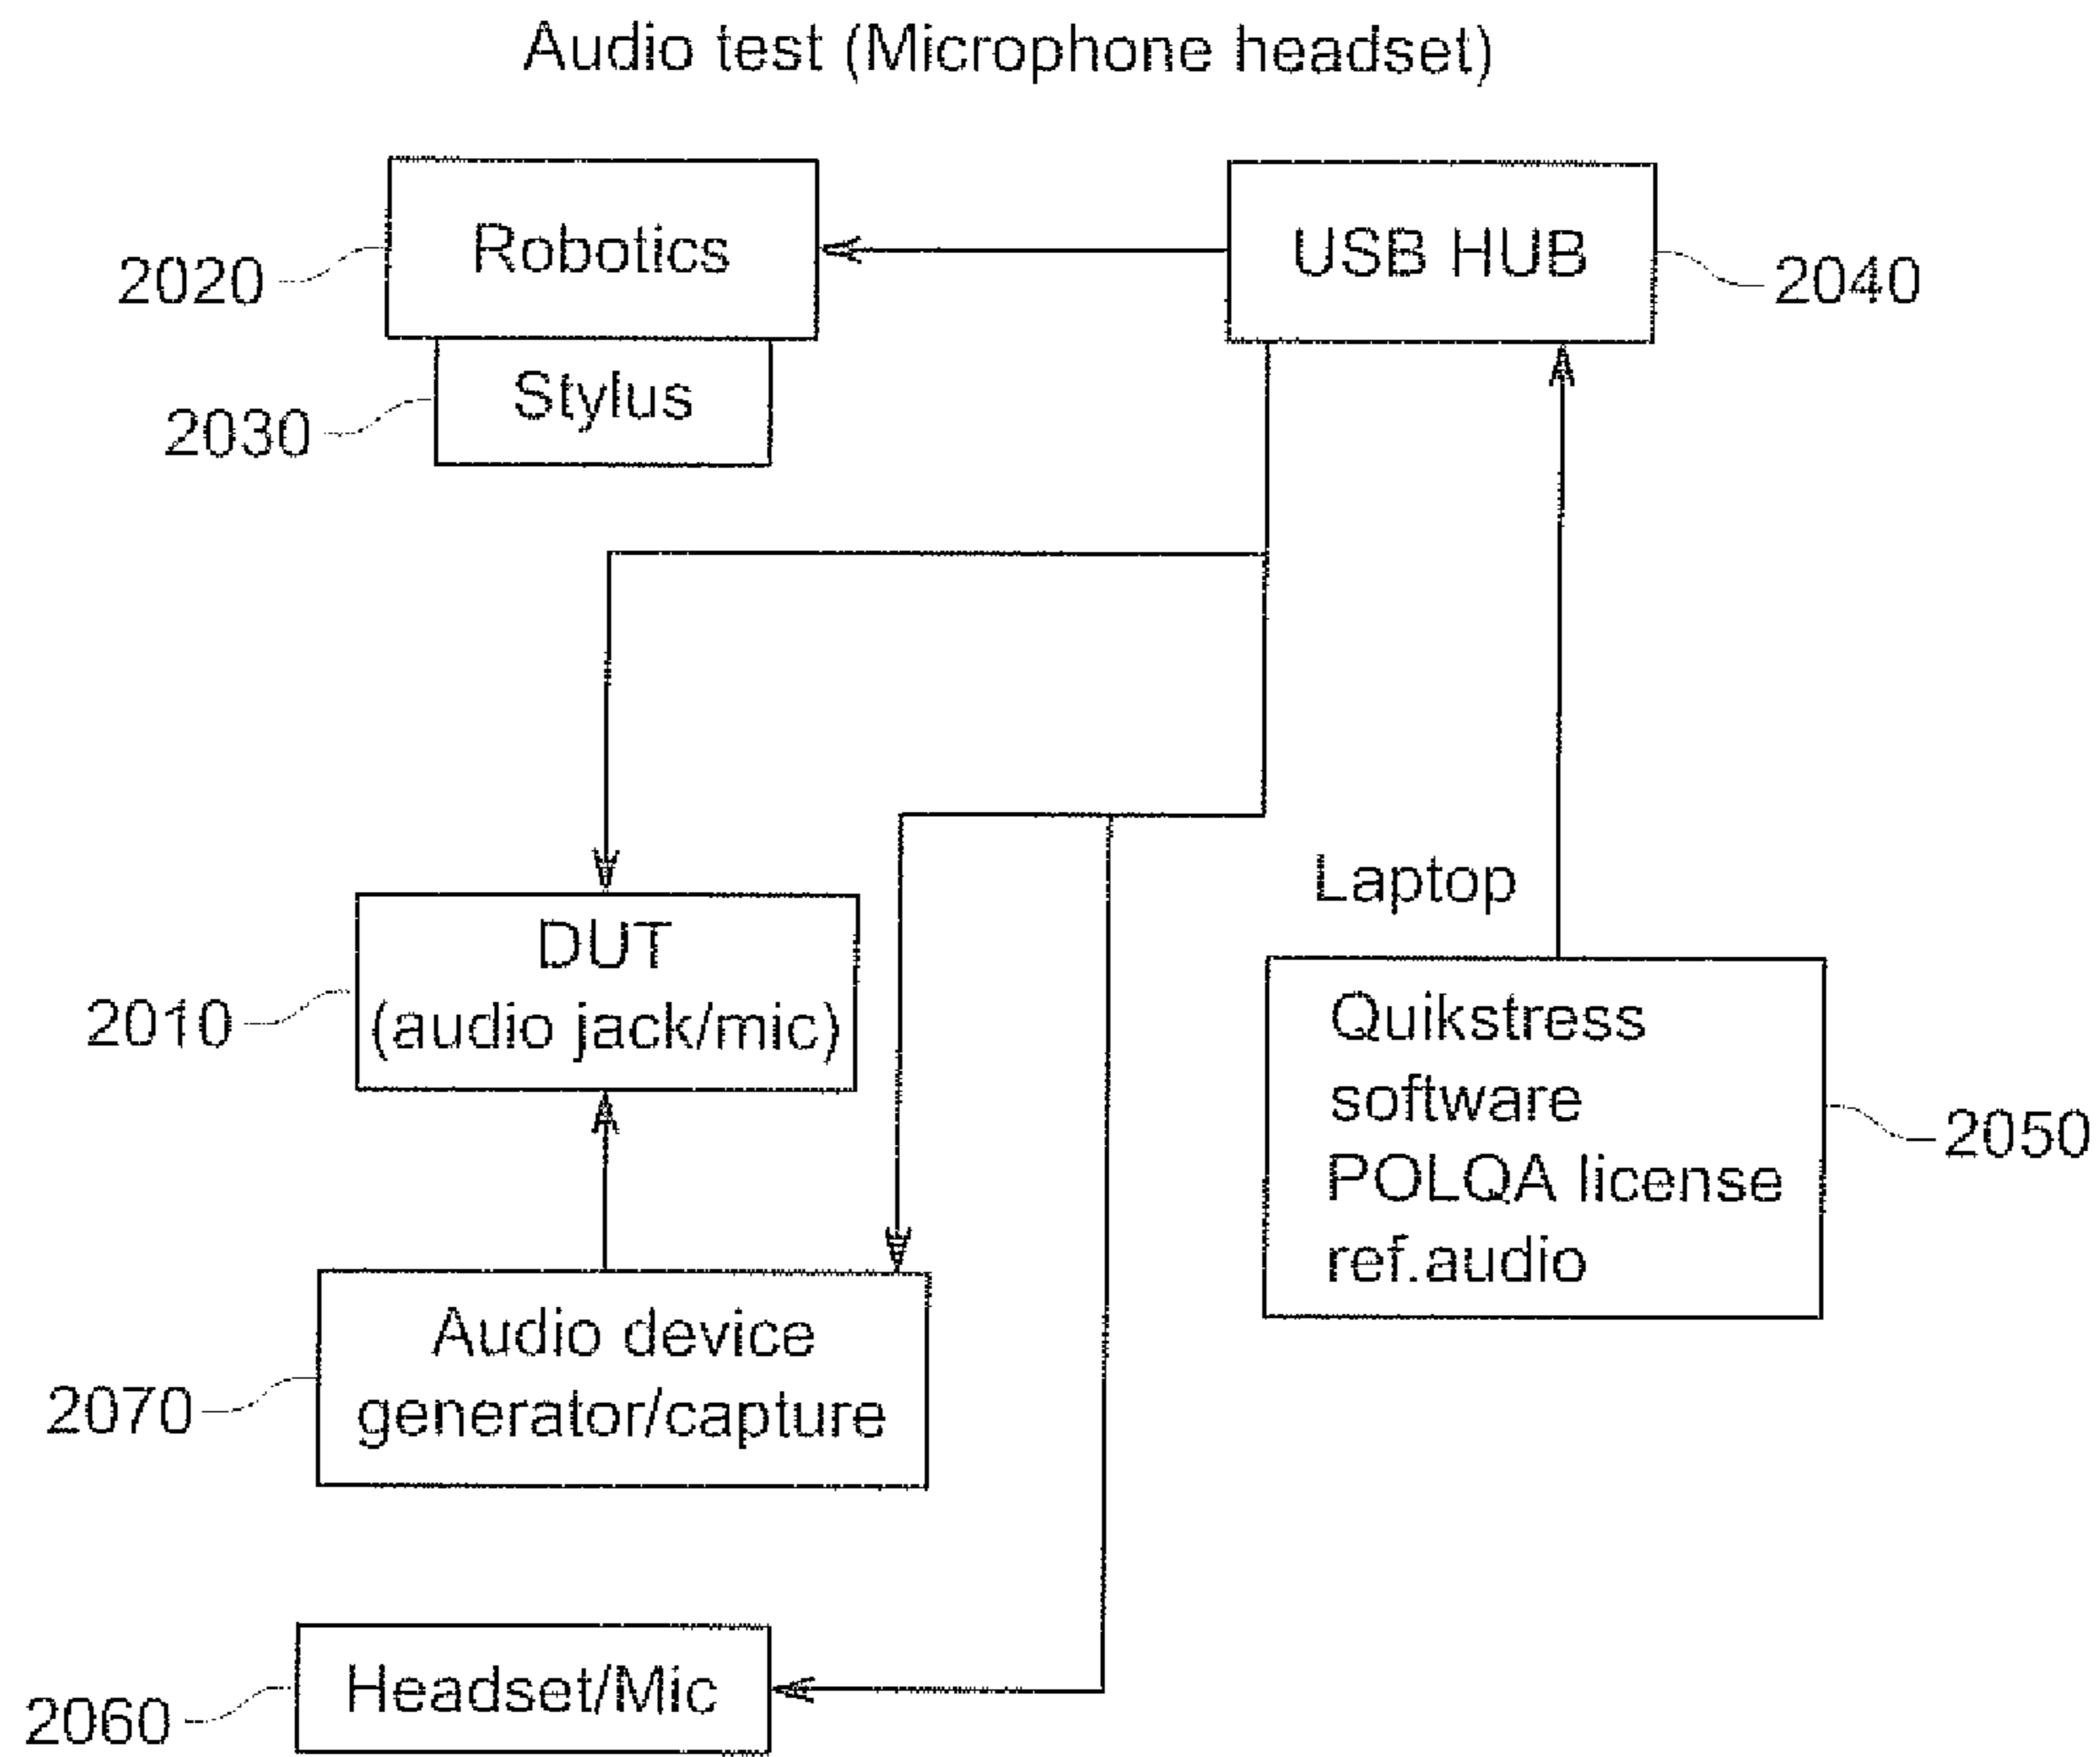 Audio test (Microphone headset)
Robotics
USB HUB
2020
2040
Stylus
2030
Laptop
DUT
(audio jack/mic)
2010
Quikstress
software
POLQA license
ref.audio
2050
Audio device
generator/capture
2070
Headset/Mic
2060